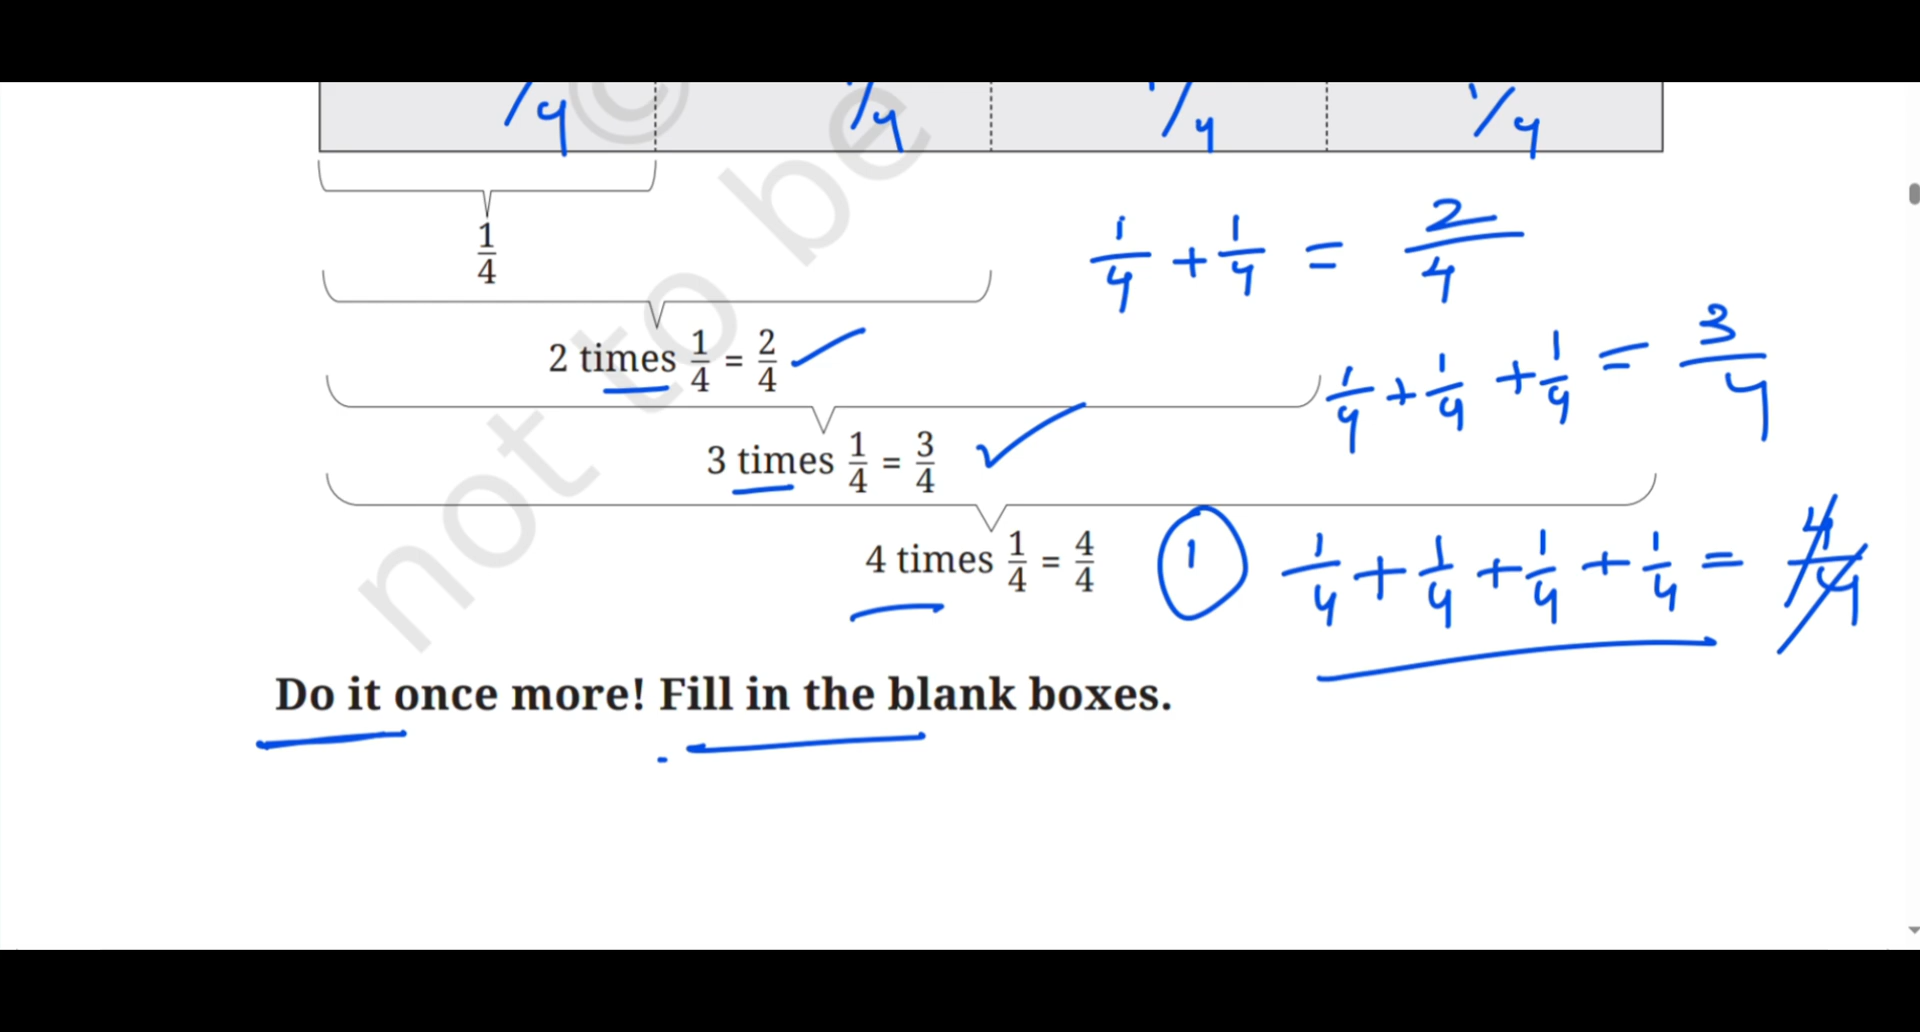 1/4 1/4 1/4 1/4
1/4
1/4 + 1/4 = 2/4
2 times 1/4 = 2/4
1/4 + 1/4 + 1/4 = 3/4
3 times 1/4 = 3/4
4 times 1/4 = 4/4 1 1/4 + 1/4 + 1/4 + 1/4 = 4/4
Do it once more! Fill in the blank boxes.
© not to be